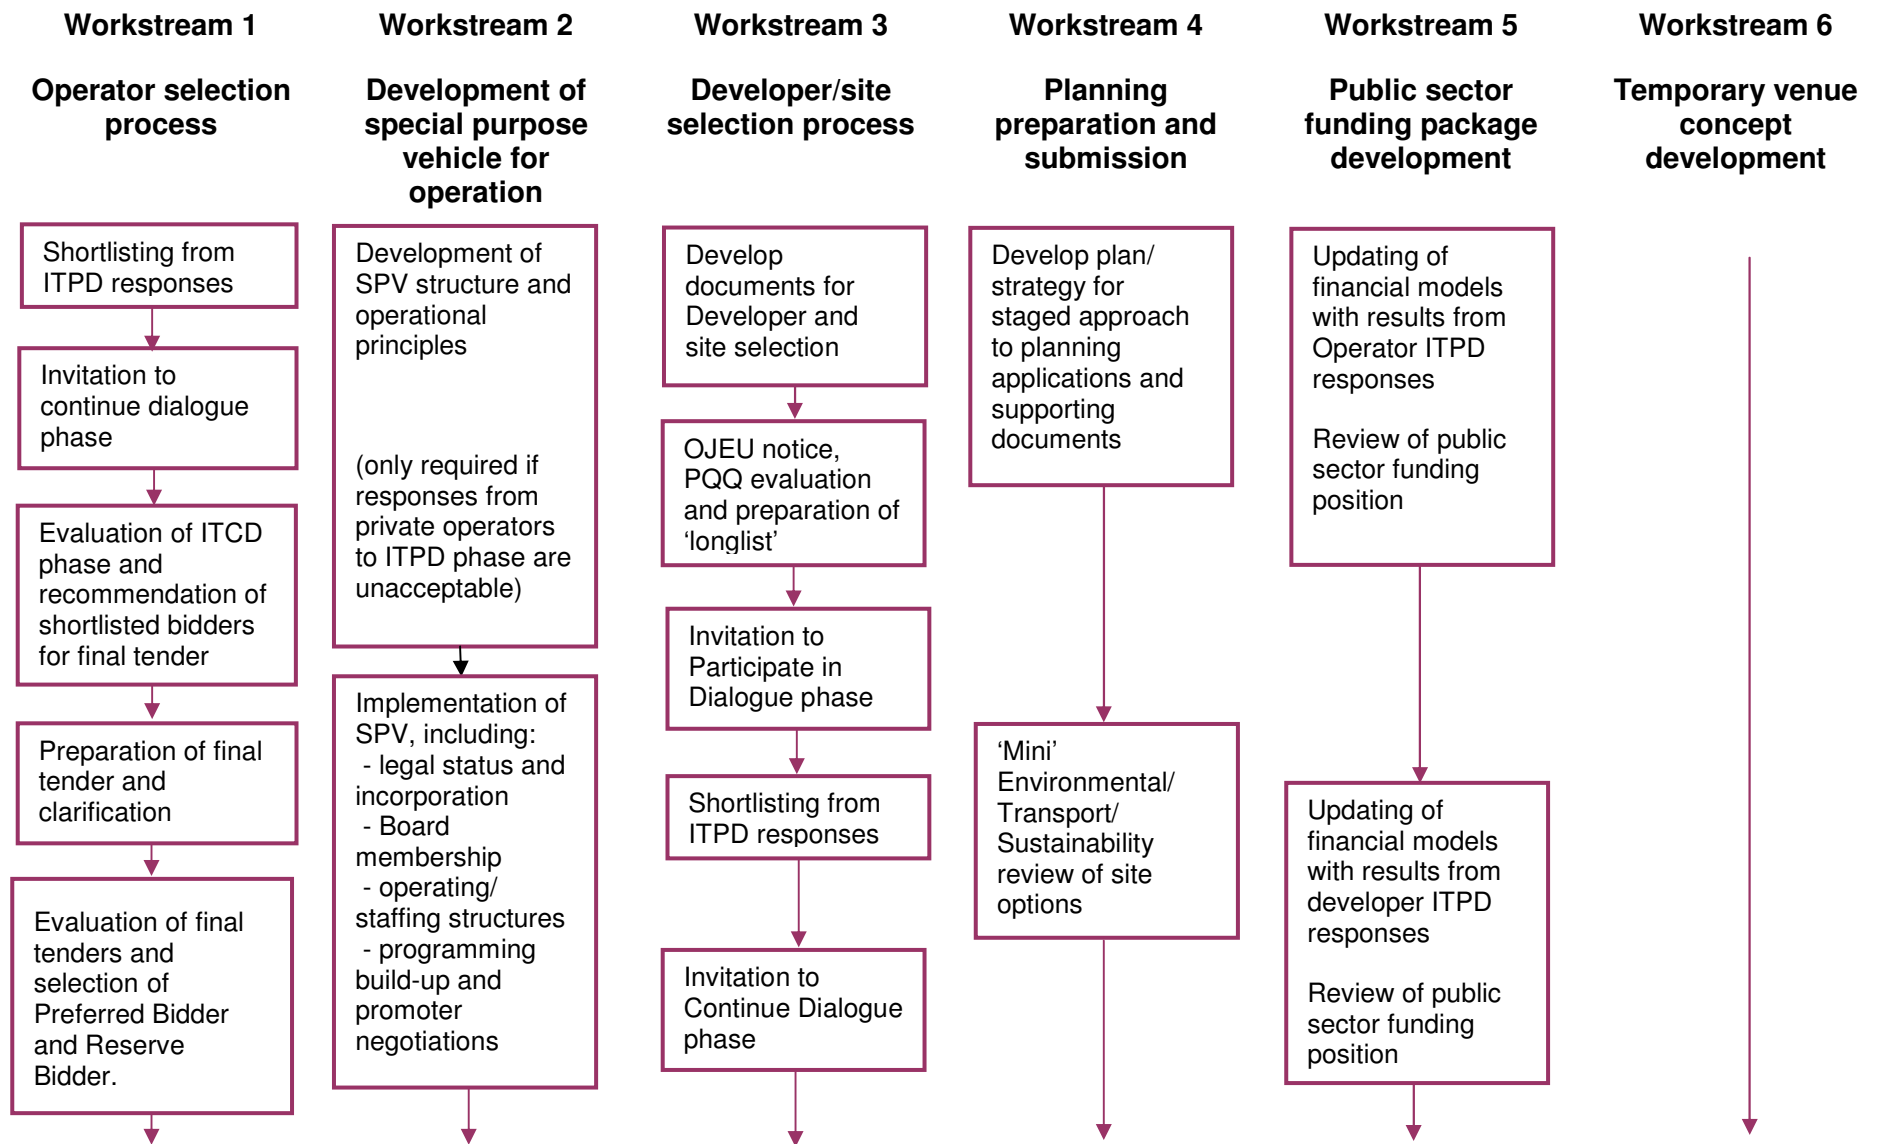 Workstream 1
Operator selection
process
Shortlisting from
ITPD responses
Invitation to
continue dialogue
phase
Evaluation of ITCD
phase and
recommendation of
shortlisted bidders
for final tender
Preparation of final
tender and
clarification
Evaluation of final
tenders and
selection of
Preferred Bidder
and Reserve
Bidder.
Workstream 2
Development of
special purpose
vehicle for
operation
Development of
SPV structure and
operational
principles
(only required if
responses from
private operators
to ITPD phase are
unacceptable)
Implementation of
SPV, including:
- legal status and
incorporation
- Board
membership
- operating/
staffing structures
- programming
build-up and
promoter
negotiations
Workstream 3
Developer/site
selection process
Develop
documents for
Developer and
site selection
OJEU notice,
PQQ evaluation
and preparation of
‘longlist’
Invitation to
Participate in
Dialogue phase
Shortlisting from
ITPD responses
Invitation to
Continue Dialogue
phase
Workstream 4
Planning
preparation and
submission
Develop plan/
strategy for
staged approach
to planning
applications and
supporting
documents
‘Mini’
Environmental/
Transport/
Sustainability
review of site
options
Workstream 5
Public sector
funding package
development
Updating of
financial models
with results from
Operator ITPD
responses
Review of public
sector funding
position
Updating of
financial models
with results from
developer ITPD
responses
Review of public
sector funding
position
Workstream 6
Temporary venue
concept
development